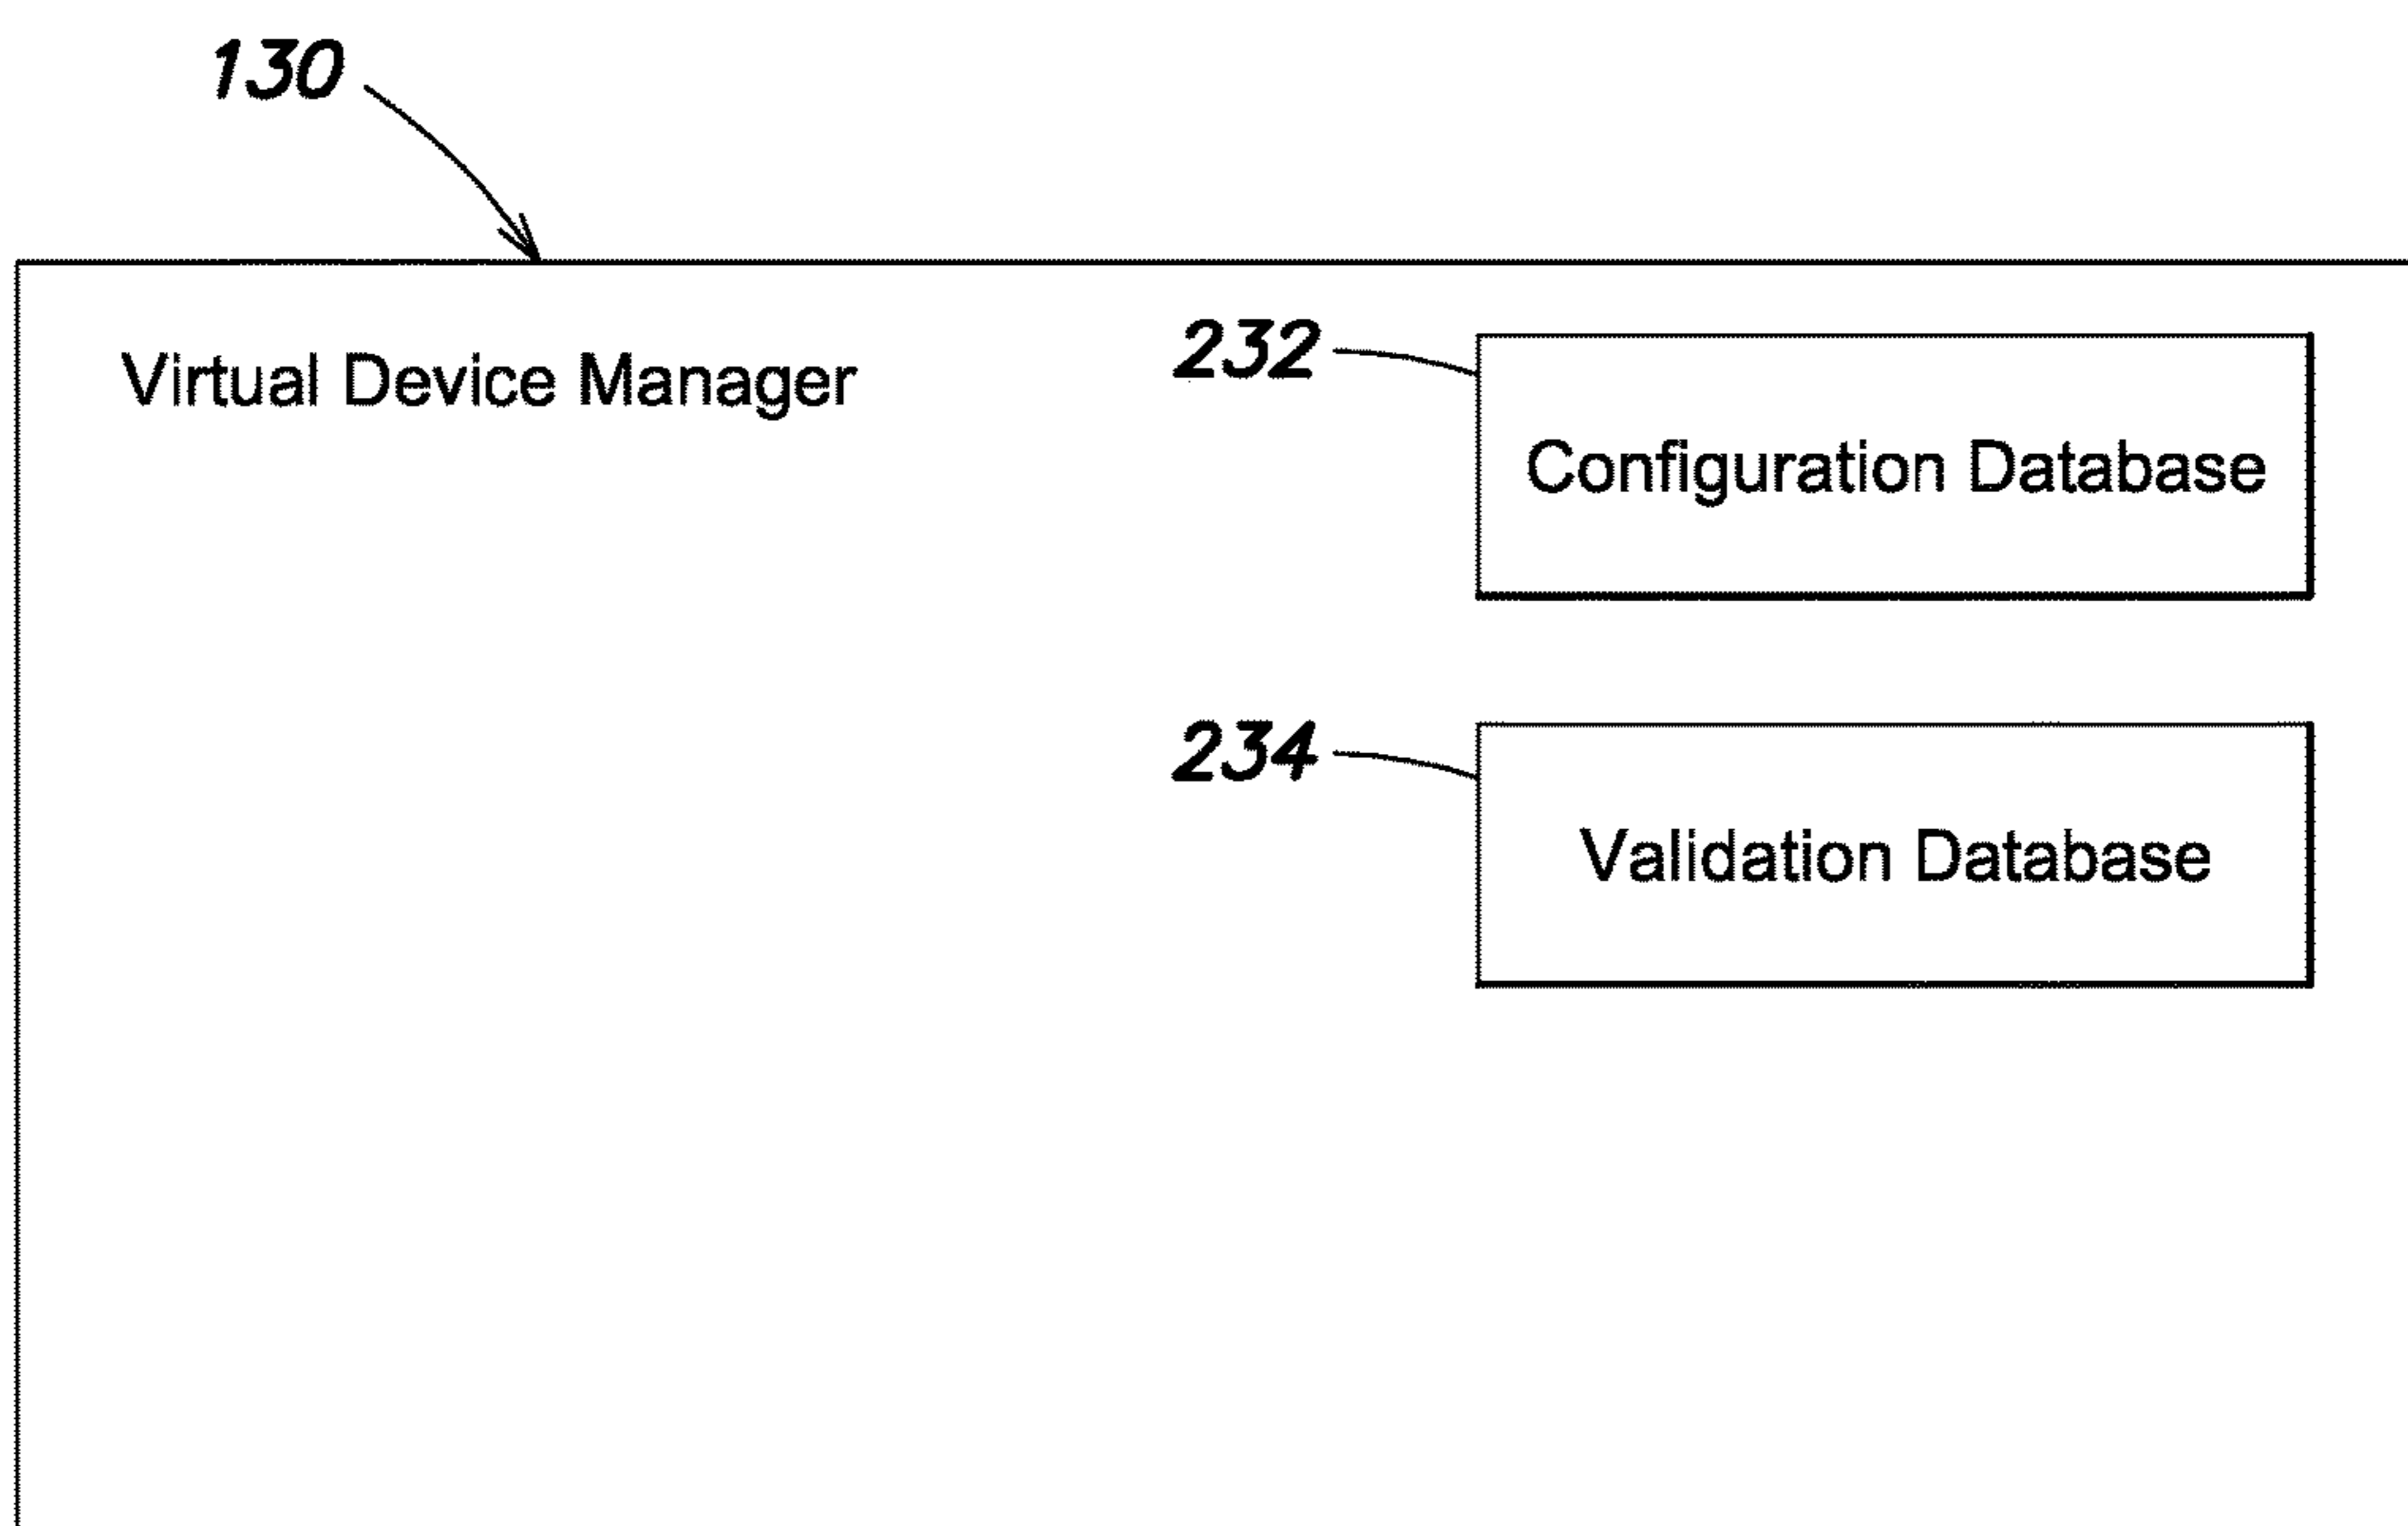 130
232
Virtual Device Manager
Configuration Database
234
Validation Database